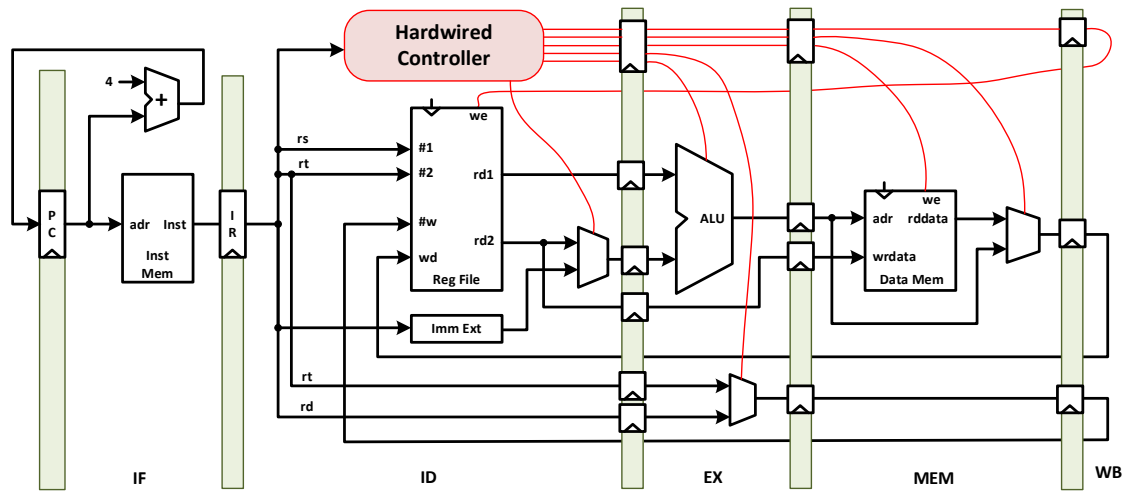 Hardwired
Controller
4
+
we
rs
#1
rt
#2
rd1
P
C
adr
Inst
I
R
#w
rd2
wd
Inst
Mem
Reg File
Imm Ext
ALU
we
adr
rddata
wrdata
Data Mem
rt
rd
IF
ID
EX
MEM
WB